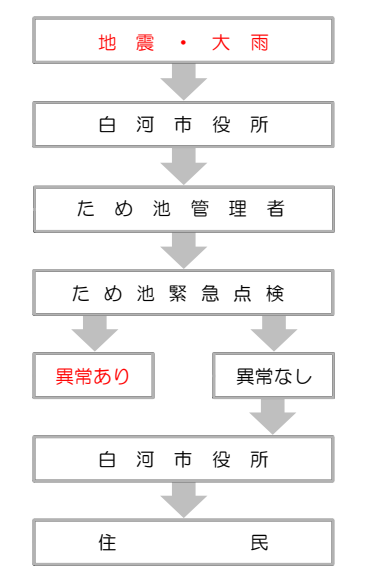 地震・大雨
白河市役所
ため池管理者
ため池緊急点検
異常あり 異常なし
白河市役所
住民